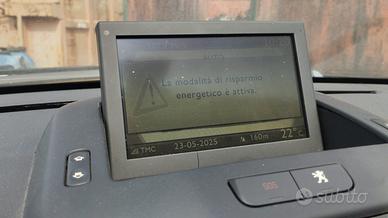 La modalità di risparmio
energetico è attiva.
TMC 23-05-2025 160m 22°C
SOS
subito